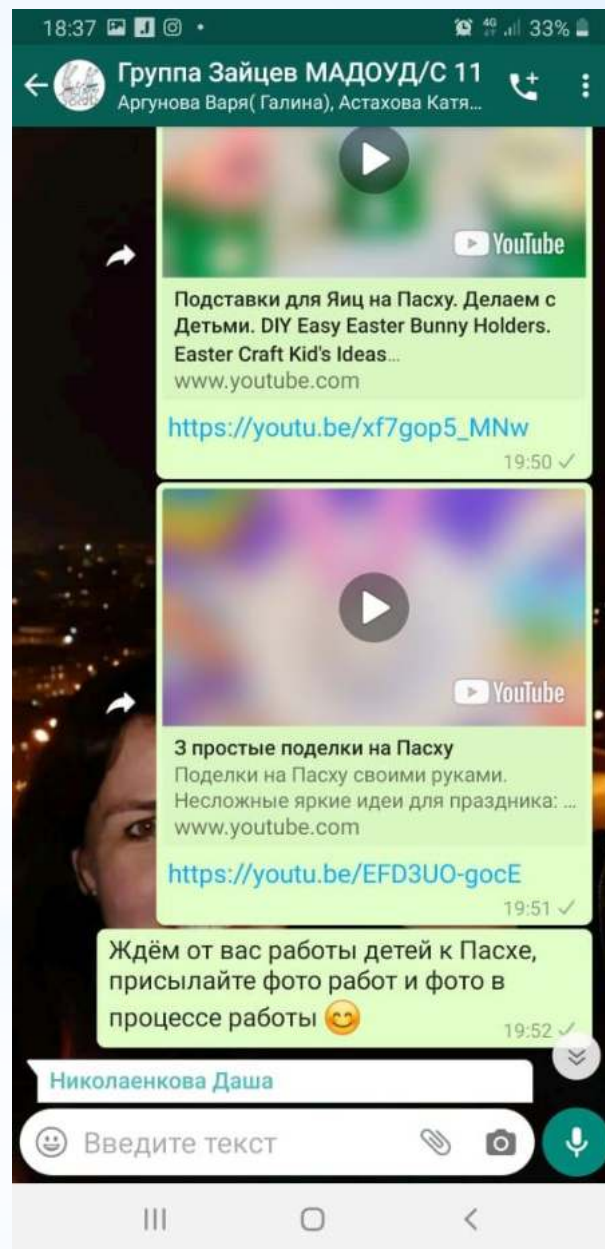 18:37
4G
33%
Группа Зайцев МАДОУД/С 11
Аргунова Варя( Галина), Астахова Катя...
YouTube
Подставки для Яиц на Пасху. Делаем с
Детьми. DIY Easy Easter Bunny Holders.
Easter Craft Kid's Ideas...
www.youtube.com
https://youtu.be/xf7gop5_MNw
19:50
YouTube
3 простые поделки на Пасху
Поделки на Пасху своими руками.
Несложные яркие идеи для праздника: ...
www.youtube.com
https://youtu.be/EFD3UO-gocE
19:51
Ждём от вас работы детей к Пасхе,
присылайте фото работ и фото в
процессе работы 😊
19:52
Николаенкова Даша
Введите текст